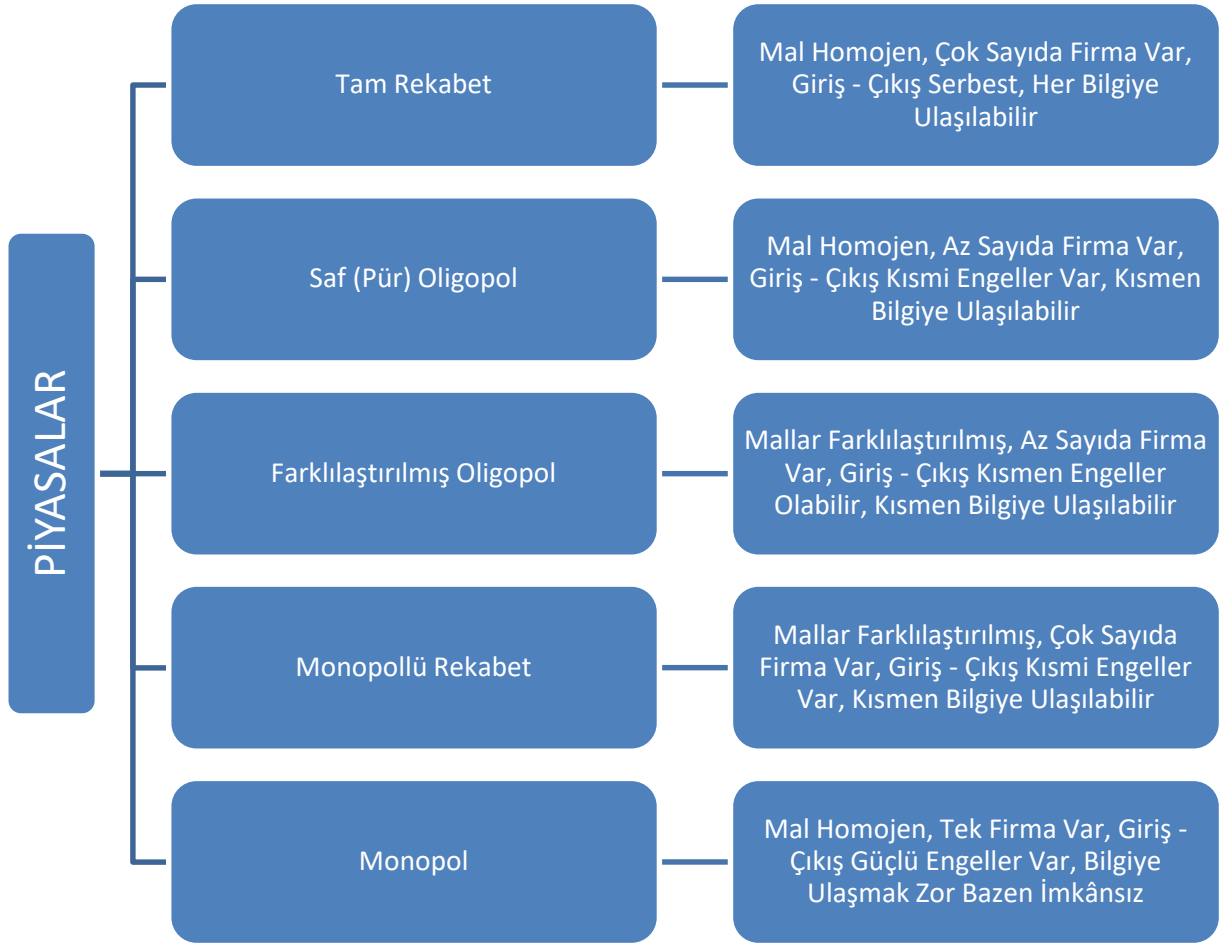 PİYASALAR
Tam Rekabet
Mal Homojen, Çok Sayıda Firma Var,
Giriş - Çıkış Serbest, Her Bilgiye
Ulaşılabilir
Saf (Pür) Oligopol
Mal Homojen, Az Sayıda Firma Var,
Giriş - Çıkış Kısmi Engeller Var, Kısmen
Bilgiye Ulaşılabilir
Farklılaştırılmış Oligopol
Mallar Farklılaştırılmış, Az Sayıda Firma
Var, Giriş - Çıkış Kısmen Engeller
Olabilir, Kısmen Bilgiye Ulaşılabilir
Monopollü Rekabet
Mallar Farklılaştırılmış, Çok Sayıda
Firma Var, Giriş - Çıkış Kısmi Engeller
Var, Kısmen Bilgiye Ulaşılabilir
Monopol
Mal Homojen, Tek Firma Var, Giriş -
Çıkış Güçlü Engeller Var, Bilgiye
Ulaşmak Zor Bazen İmkânsız